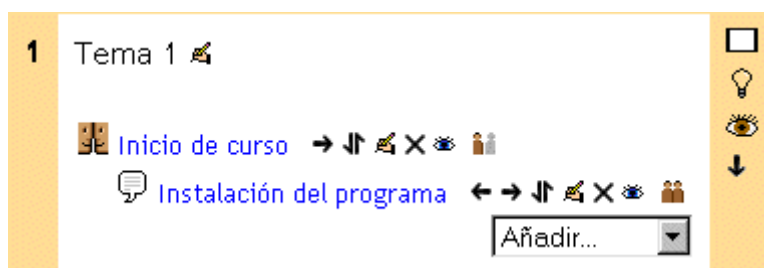 1 Tema 1
Inicio de curso
Instalación del programa
Añadir...